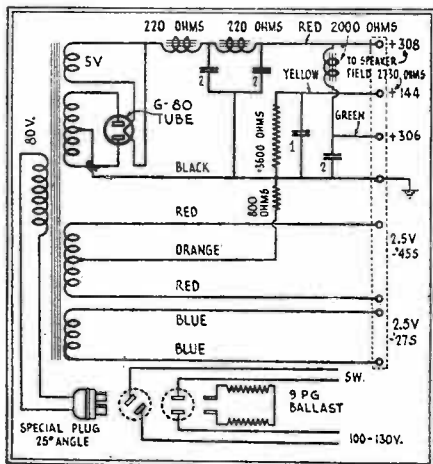 220 OHMS 220 OHMS RED 2000 OHMS
+308
5V
TO SPEAKER
FIELD 2730 OHMS
2 2
YELLOW
+144
G-80
TUBE
GREEN
80V.
3600 OHMS
1
+306
2
BLACK
800
OHMS
RED
ORANGE
2.5V
-'45S
RED
BLUE
2.5V
-'27S
BLUE
SW.
9 PG
BALLAST
SPECIAL PLUG
25° ANGLE
100-130V.